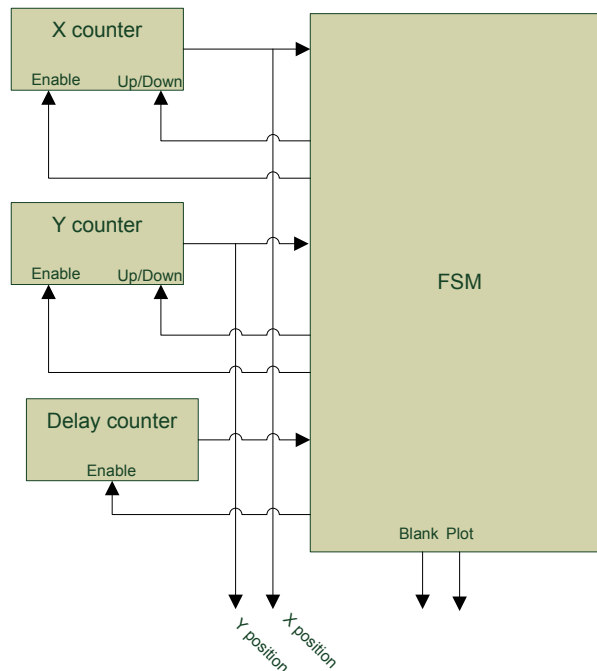 X counter
Enable Up/Down
Y counter
Enable Up/Down
FSM
Delay counter
Enable
Blank Plot
Y position
X position